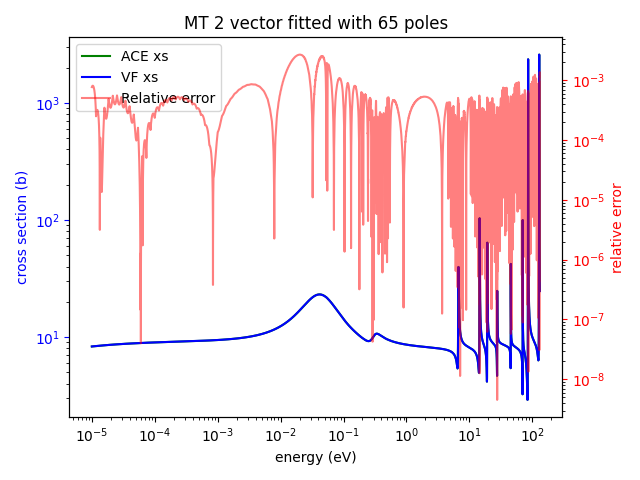 MT 2 vector fitted with 65 poles
ACE xs
VF xs
Relative error
cross section (b)
10³
10²
10¹
relative error
10⁻³
10⁻⁴
10⁻⁵
10⁻⁶
10⁻⁷
10⁻⁸
10⁻⁵ 10⁻⁴ 10⁻³ 10⁻² 10⁻¹ 10⁰ 10¹ 10²
energy (eV)